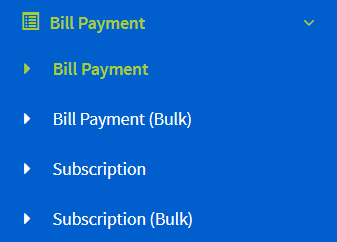 Bill Payment
Bill Payment
Bill Payment (Bulk)
Subscription
Subscription (Bulk)